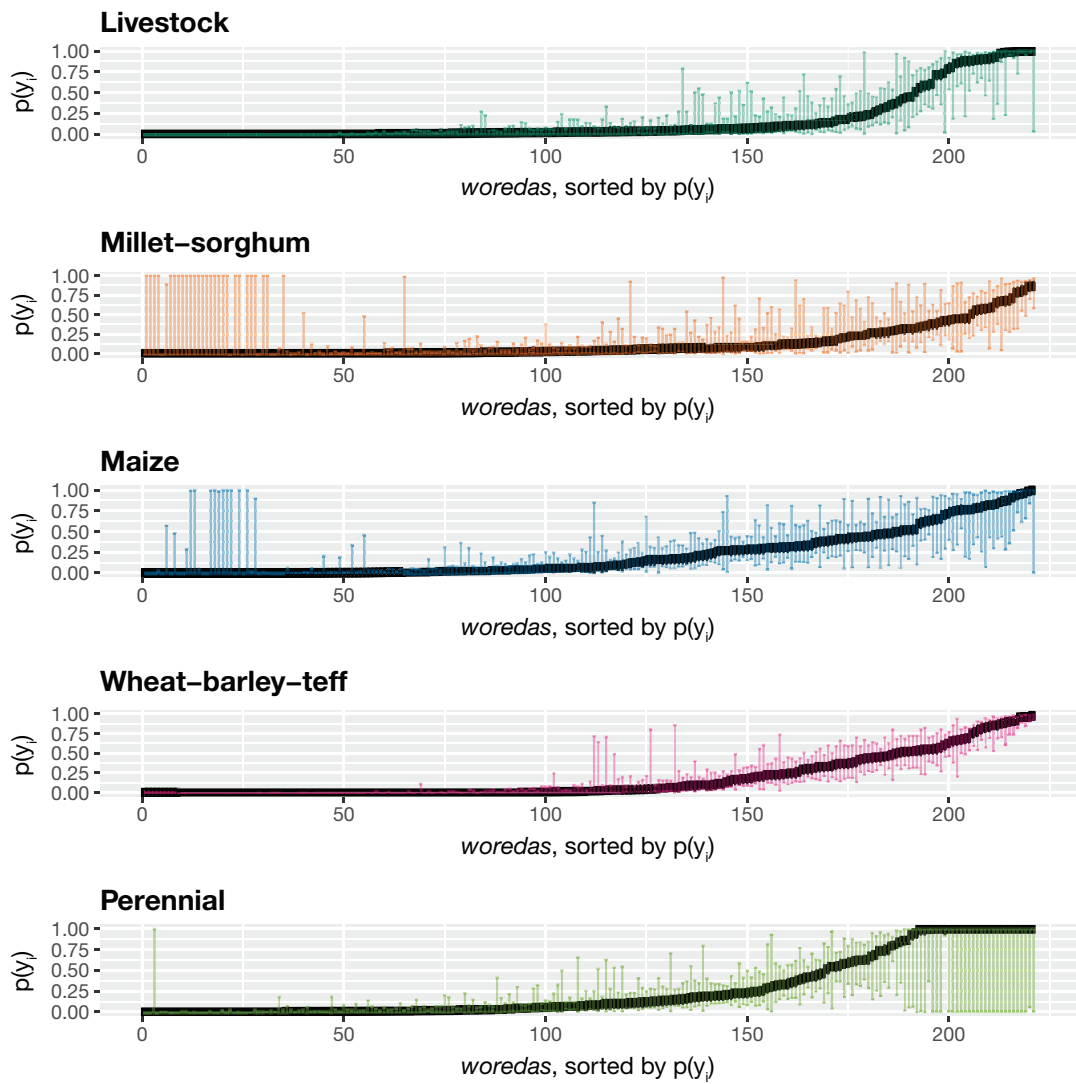 Livestock
1.00
0.75
0.50
0.25
0.00
p(yi)
0 50 100 150 200
woredas, sorted by p(yi)
Millet–sorghum
1.00
0.75
0.50
0.25
0.00
p(yi)
0 50 100 150 200
woredas, sorted by p(yi)
Maize
1.00
0.75
0.50
0.25
0.00
p(yi)
0 50 100 150 200
woredas, sorted by p(yi)
Wheat–barley–teff
1.00
0.75
0.50
0.25
0.00
p(yi)
0 50 100 150 200
woredas, sorted by p(yi)
Perennial
1.00
0.75
0.50
0.25
0.00
p(yi)
0 50 100 150 200
woredas, sorted by p(yi)